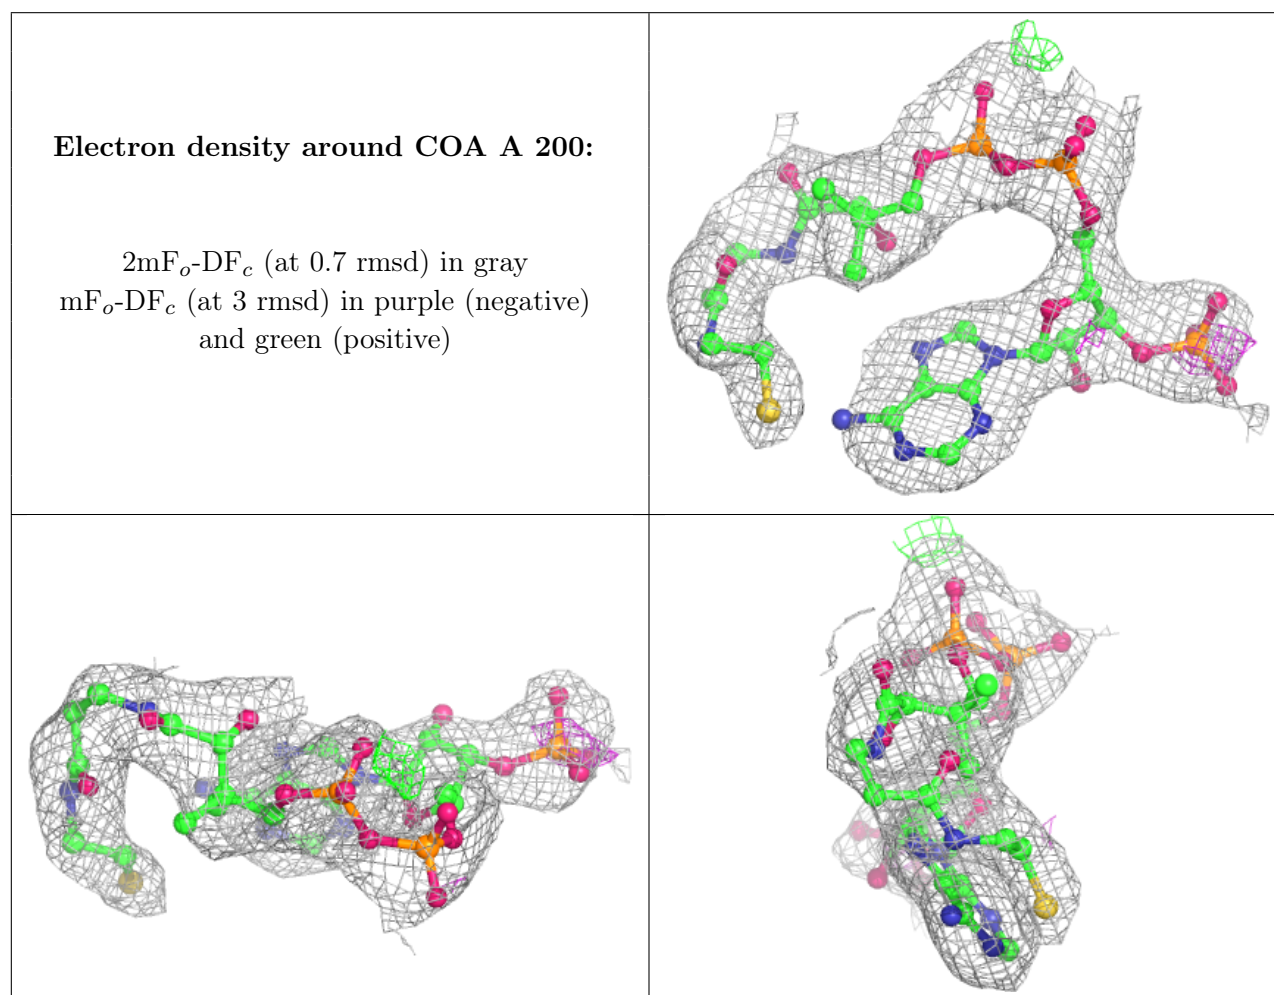 Electron density around COA A 200:
2mFo-DFc (at 0.7 rmsd) in gray
mFo-DFc (at 3 rmsd) in purple (negative)
and green (positive)